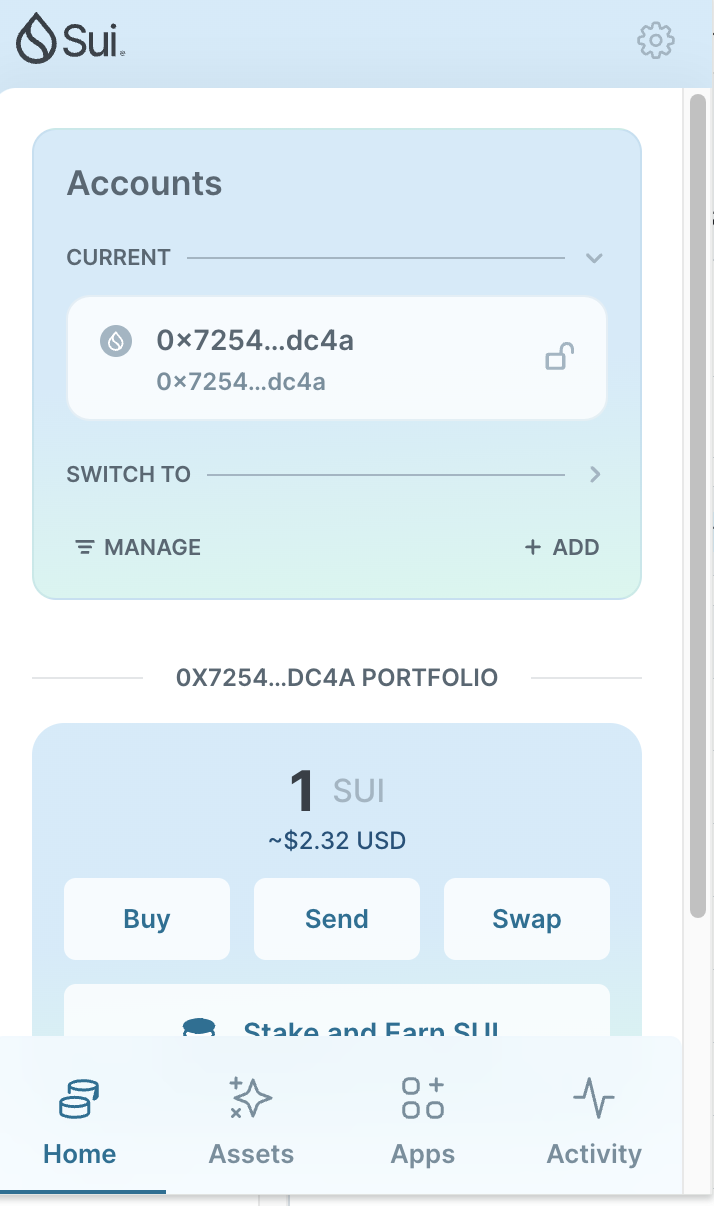 Sui
Accounts
CURRENT
0×7254...dc4a
0×7254...dc4a
SWITCH TO
MANAGE
+ ADD
0X7254...DC4A PORTFOLIO
1 SUI
~$2.32 USD
Buy
Send
Swap
Stake and Earn SUI
Home
Assets
Apps
Activity